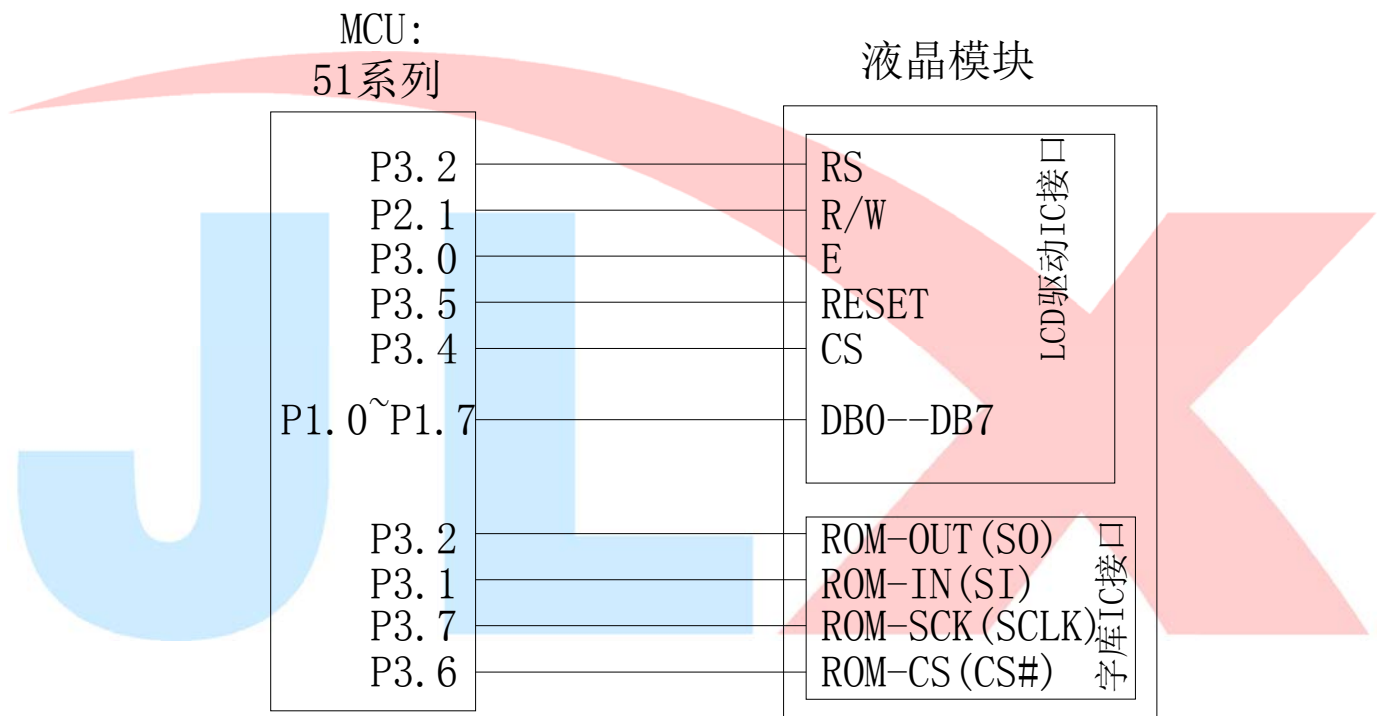 MCU:
51系列
液晶模块
P3.2
RS
P2.1
R/W
P3.0
E
P3.5
RESET
P3.4
CS
P1.0~P1.7
DB0--DB7
LCD驱动IC接口
P3.2
ROM-OUT(SO)
P3.1
ROM-IN(SI)
P3.7
ROM-SCK(SCLK)
P3.6
ROM-CS(CS#)
字库IC接口
JLX